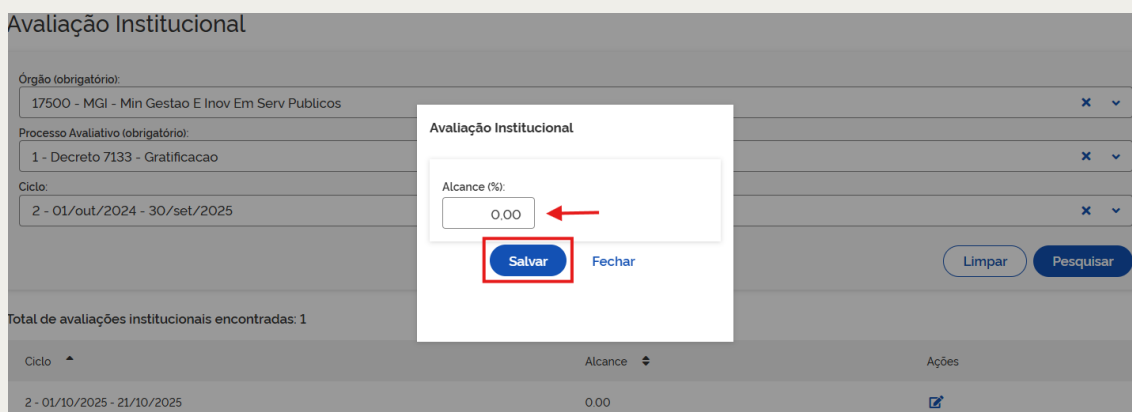 Avaliação Institucional
Órgão (obrigatório):
17500 - MGI - Min Gestao E Inov Em Serv Publicos
Processo Avaliativo (obrigatório):
1 - Decreto 7133 - Gratificacao
Ciclo:
2 - 01/out/2024 - 30/set/2025
Avaliação Institucional
Alcance (%):
0,00
Salvar Fechar
Limpar Pesquisar
Total de avaliações institucionais encontradas: 1
Ciclo Alcance Ações
2 - 01/10/2025 - 21/10/2025 0.00